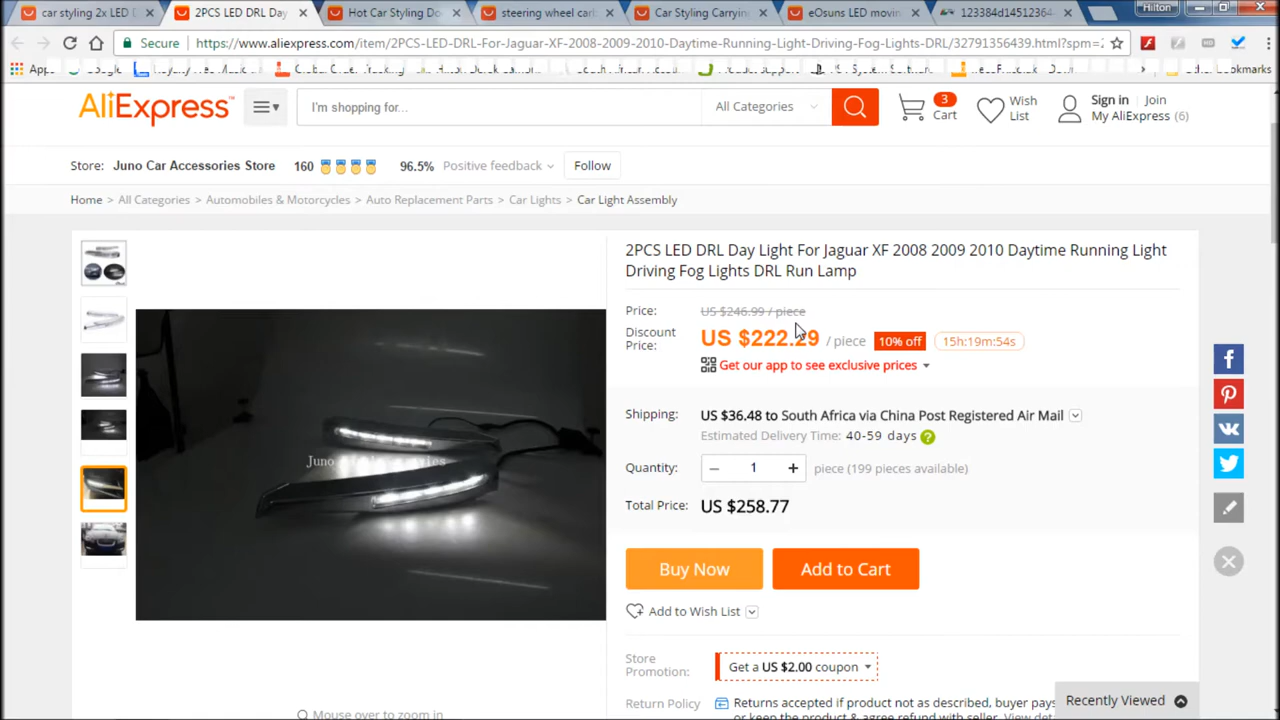 car styling 2x LED D
2PCS LED DRL Day
Hot Car Styling Do
steering wheel carb
Car Styling Carryin
eOsuns LED movin
123384d14512364
Hilton
Secure
https://www.aliexpress.com/item/2PCS-LED-DRL-For-Jaguar-XF-2008-2009-2010-Daytime-Running-Light-Driving-Fog-Lights-DRL/32791356439.html?spm=2
Apps
AliExpress™
I'm shopping for...
All Categories
3
Cart
Wish
List
Sign in Join
My AliExpress (6)
Store: Juno Car Accessories Store 160 96.5% Positive feedback Follow
Home > All Categories > Automobiles & Motorcycles > Auto Replacement Parts > Car Lights > Car Light Assembly
2PCS LED DRL Day Light For Jaguar XF 2008 2009 2010 Daytime Running Light
Driving Fog Lights DRL Run Lamp
Price: US $246.99 / piece
Discount
Price:
US $222.29 / piece 10% off 15h:19m:54s
Get our app to see exclusive prices
Shipping: US $36.48 to South Africa via China Post Registered Air Mail
Estimated Delivery Time: 40-59 days ?
Quantity: − 1 + piece (199 pieces available)
Total Price: US $258.77
Buy Now
Add to Cart
Add to Wish List
Store
Promotion:
Get a US $2.00 coupon
Return Policy
Returns accepted if product not as described, buyer pays
or keep the product & agree refund with seller. View
Recently Viewed
Mouse over to zoom in